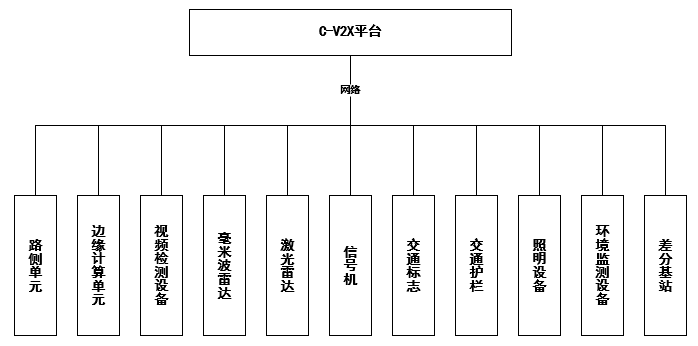 C-V2X平台
网络
路侧单元
边缘计算单元
视频检测设备
毫米波雷达
激光雷达
信号机
交通标志
交通护栏
照明设备
环境监测设备
差分基站